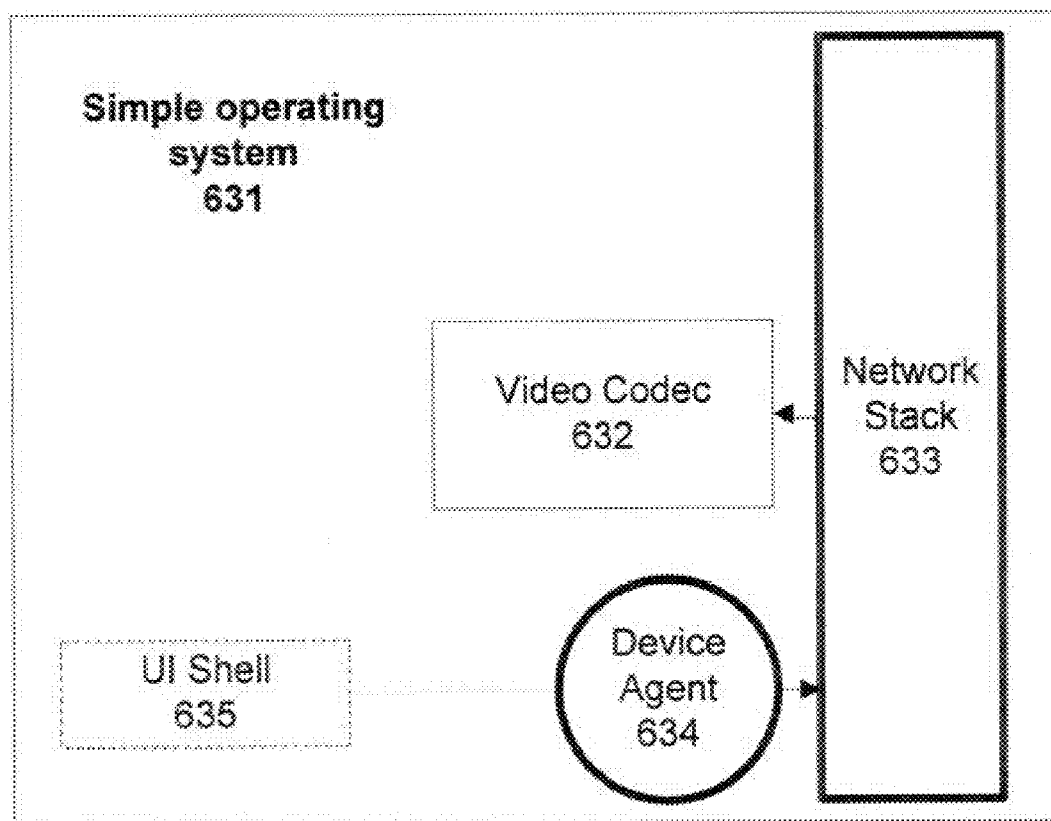 Simple operating
system
631
Video Codec
632
Network
Stack
633
UI Shell
635
Device
Agent
634